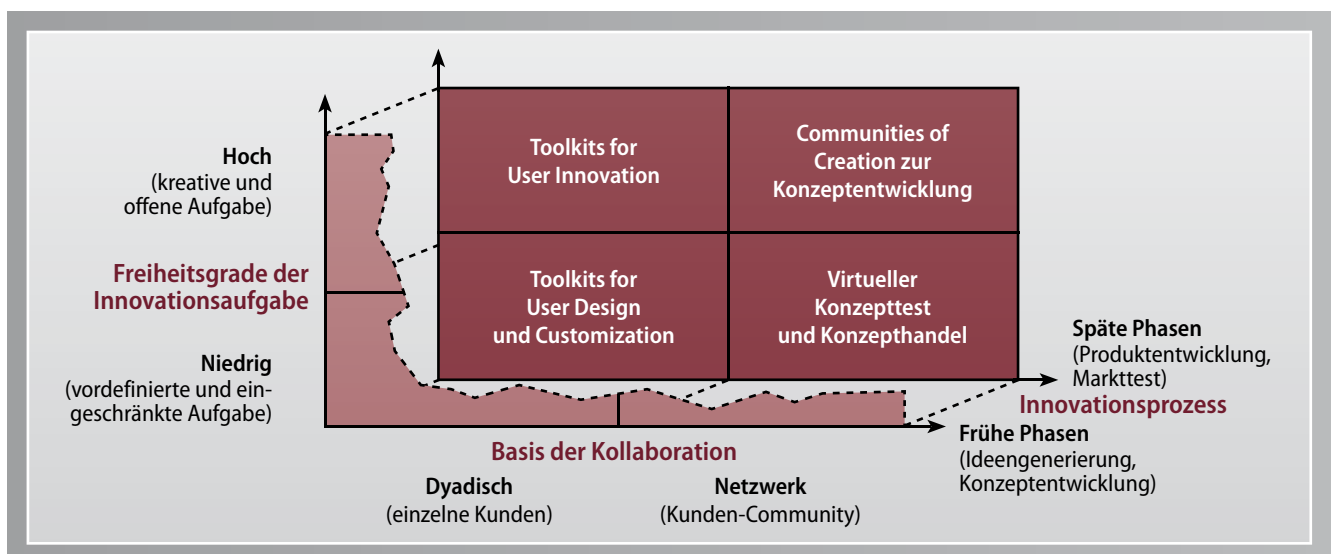 Hoch
(kreative und
offene Aufgabe)
Freiheitsgrade der
Innovationsaufgabe
Niedrig
(vordefinierte und ein-
geschränkte Aufgabe)
Toolkits for
User Innovation
Communities of
Creation zur
Konzeptentwicklung
Toolkits for
User Design
und Customization
Virtueller
Konzepttest
und Konzepthandel
Späte Phasen
(Produktentwicklung,
Markttest)
Innovationsprozess
Frühe Phasen
(Ideengenerierung,
Konzeptentwicklung)
Basis der Kollaboration
Dyadisch
(einzelne Kunden)
Netzwerk
(Kunden-Community)